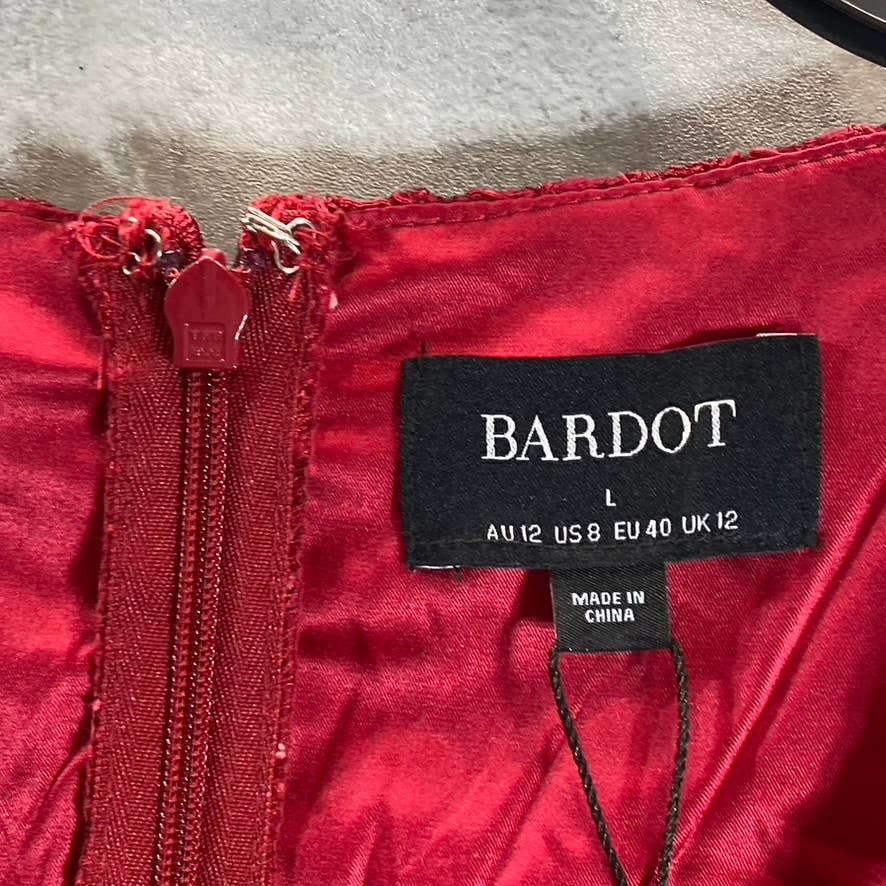 BARDOT
L
AU 12 US 8 EU 40 UK 12
MADE IN
CHINA